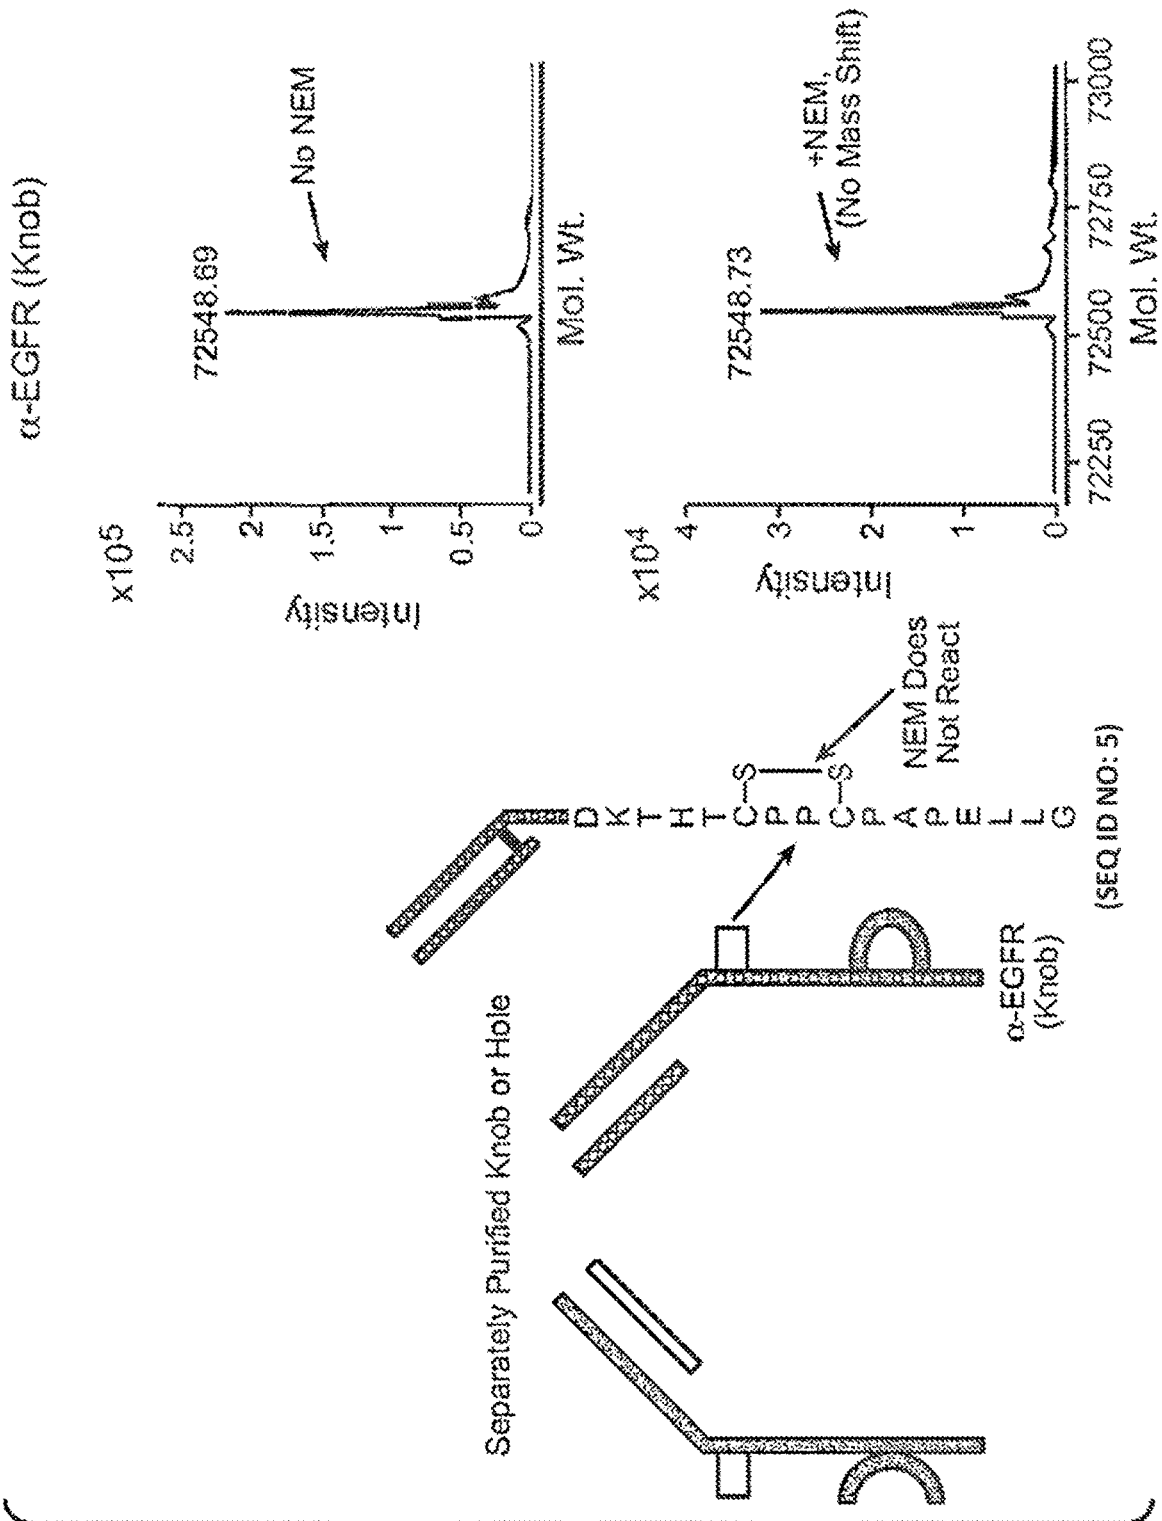 α-EGFR (Knob)
x10⁵
2.5
2
1.5
1
0.5
0
Intensity
72548.69
No NEM
Mol. Wt.
x10⁴
4
3
2
1
0
Intensity
72548.73
+NEM,
(No Mass Shift)
72250
72500
72750
73000
Mol. Wt.
Separately Purified Knob or Hole
D
K
T
H
T
C-S
P
P
C-S
P
A
P
E
L
L
G
NEM Does
Not React
(SEQ ID NO: 5)
α-EGFR
(Knob)